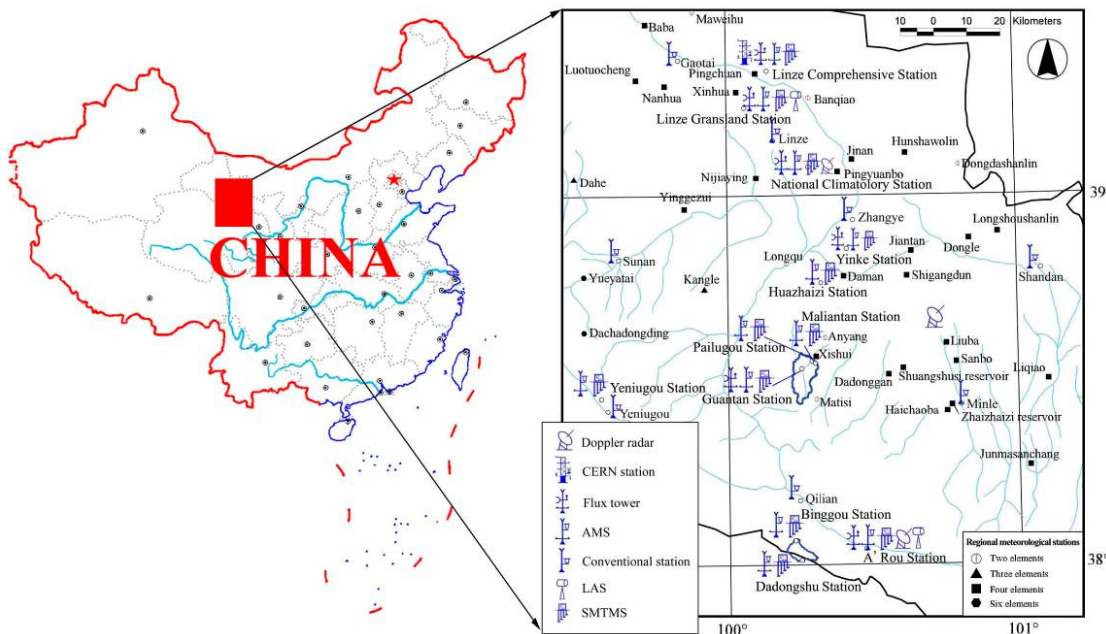 CHINA
10 0 10 20 Kilometers
Maweihu
Baba
Gaotai
Luotuocheng
Pingchuan
Linze Comprehensive Station
Nanhua
Xinhua
Banqiao
Linze Gransland Station
Linze
Jinan
Hunshawolin
Dongdashanlin
Pingyuanbo
Nijiaying
National Climatolory Station
Dahe
39°
Yinggezui
Zhangye
Longshoushanlin
Jiantan
Yinke Station
Dongle
Sunan
Longqu
Shandan
Yueyatai
Kangle
Daman
Shigangdun
Huazhaizi Station
Maliantan Station
Dachadongding
Anyang
Liuba
Pailugou Station
Xishui
Sanbo
Dadonggan
Shuangshusi reservoir
Liqiao
Yeniugou Station
Guantan Station
Matisi
Minle
Haichaoba
Zhaizhaizi reservoir
Yeniugou
Junmasanchang
Qilian
Binggou Station
A' Rou Station
38°
Dadongshu Station
Doppler radar
CERN station
Flux tower
AMS
Conventional station
LAS
SMTMS
Regional meteorological stations
Two elements
Three elements
Four elements
Six elements
100°
101°